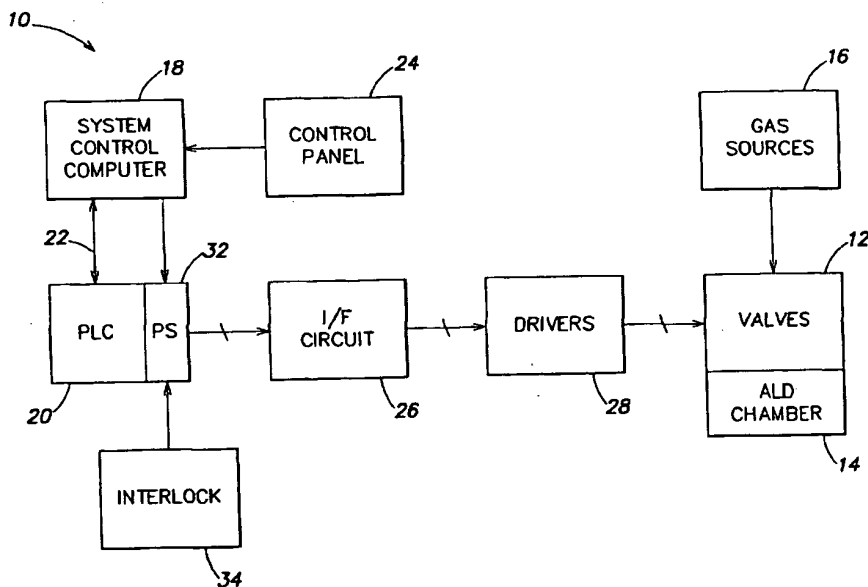 10
18
SYSTEM
CONTROL
COMPUTER
24
CONTROL
PANEL
16
GAS
SOURCES
22
32
PLC
PS
20
I/F
CIRCUIT
26
DRIVERS
28
12
VALVES
ALD
CHAMBER
14
INTERLOCK
34